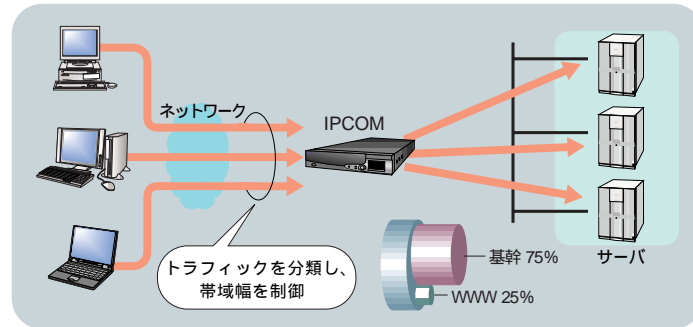 ネットワーク
IPCOM
トラフィックを分類し、
帯域幅を制御
基幹 75%
WWW 25%
サーバ